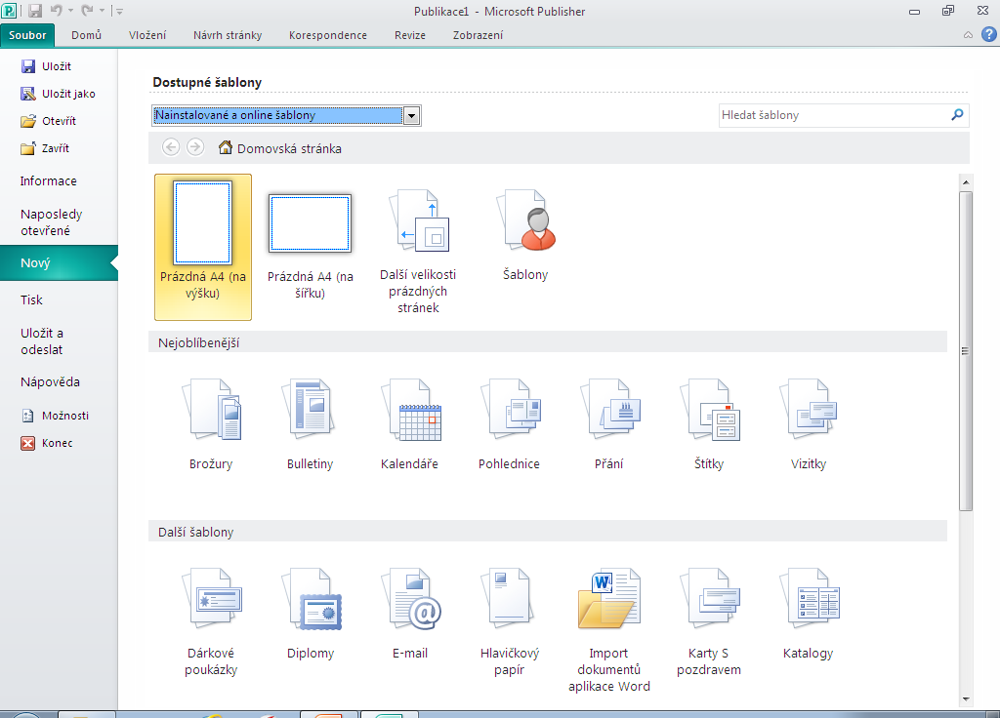 Publikace1 - Microsoft Publisher
Soubor Domů Vložení Návrh stránky Korespondence Revize Zobrazení
Uložit
Uložit jako
Otevřít
Zavřít
Informace
Naposledy
otevřené
Nový
Tisk
Uložit a
odeslat
Nápověda
Možnosti
Konec
Dostupné šablony
Nainstalované a online šablony
Hledat šablony
Domovská stránka
Prázdná A4 (na
výšku)
Prázdná A4 (na
šířku)
Další velikosti
prázdných
stránek
Šablony
Nejoblíbenější
Brožury
Bulletiny
Kalendáře
Pohlednice
Přání
Štítky
Vizitky
Další šablony
Dárkové
poukázky
Diplomy
E-mail
Hlavičkový
papír
Import
dokumentů
aplikace Word
Karty S
pozdravem
Katalogy